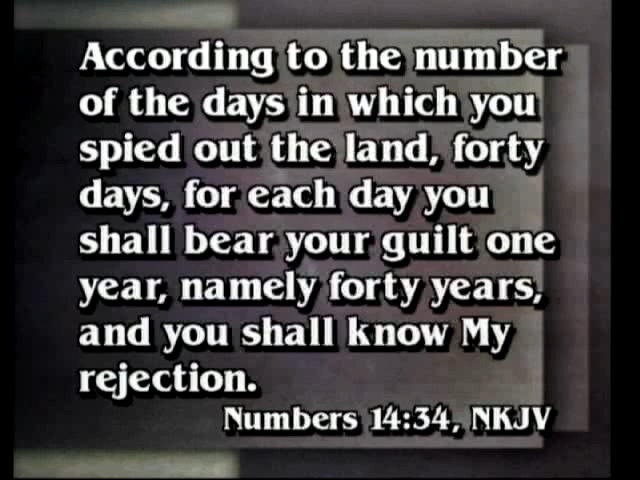 According to the number
of the days in which you
spied out the land, forty
days, for each day you
shall bear your guilt one
year, namely forty years,
and you shall know My
rejection.
Numbers 14:34, NKJV